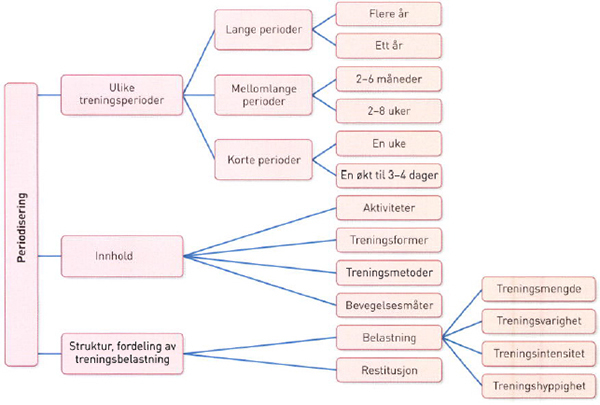 Periodisering
Ulike
treningsperioder
Lange perioder
Flere år
Ett år
Mellomlange
perioder
2–6 måneder
2–8 uker
Korte perioder
En uke
En økt til 3–4 dager
Innhold
Aktiviteter
Treningsformer
Treningsmetoder
Bevegelsesmåter
Struktur, fordeling av
treningsbelastning
Belastning
Treningsmengde
Treningsvarighet
Treningsintensitet
Treningshyppighet
Restitusjon